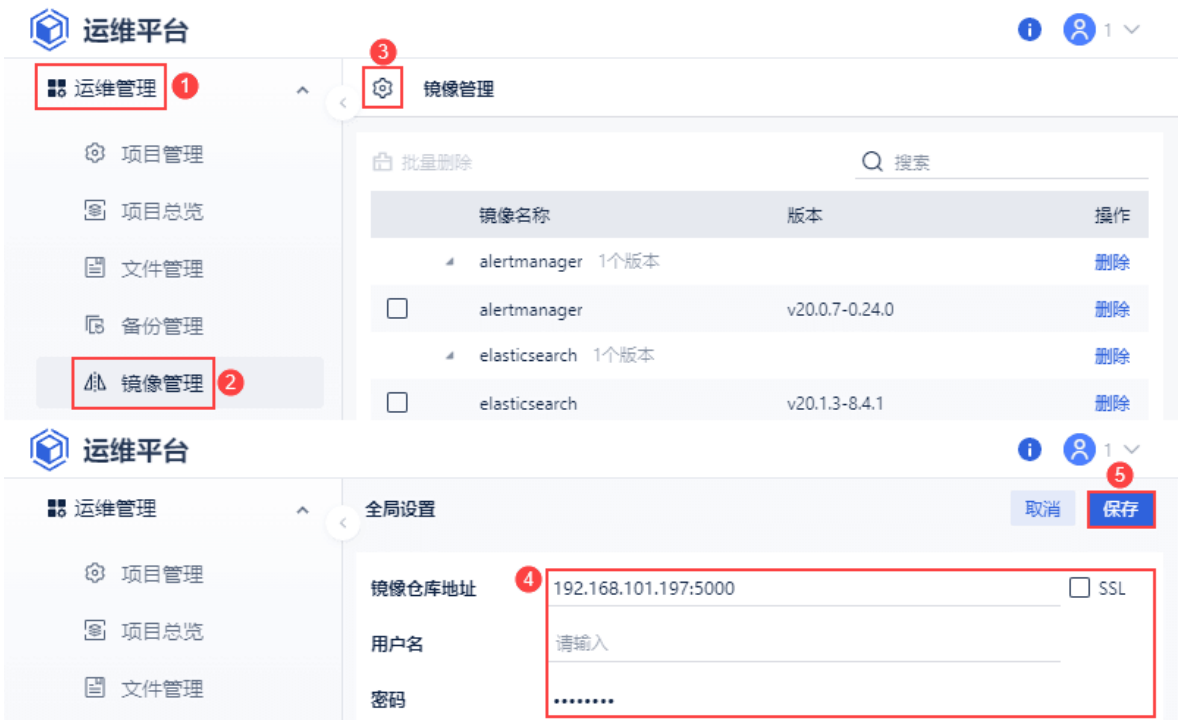 运维平台
1
运维管理 1
3
镜像管理
项目管理
批量删除
搜索
项目总览
镜像名称 版本 操作
文件管理
alertmanager 1个版本 删除
备份管理
alertmanager v20.0.7-0.24.0 删除
elasticsearch 1个版本 删除
镜像管理 2
elasticsearch v20.1.3-8.4.1 删除
运维平台
1
5
运维管理
全局设置 取消 保存
项目管理
镜像仓库地址 4 192.168.101.197:5000 SSL
项目总览
用户名 请输入
文件管理
密码 ••••••••